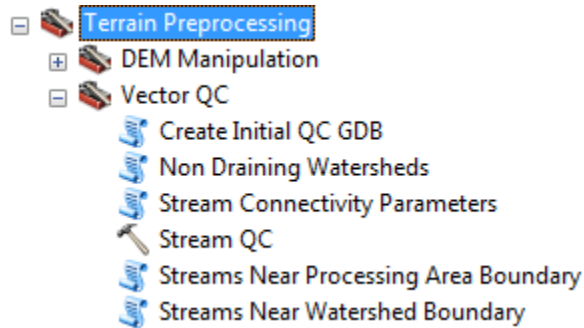 Terrain Preprocessing
DEM Manipulation
Vector QC
Create Initial QC GDB
Non Draining Watersheds
Stream Connectivity Parameters
Stream QC
Streams Near Processing Area Boundary
Streams Near Watershed Boundary